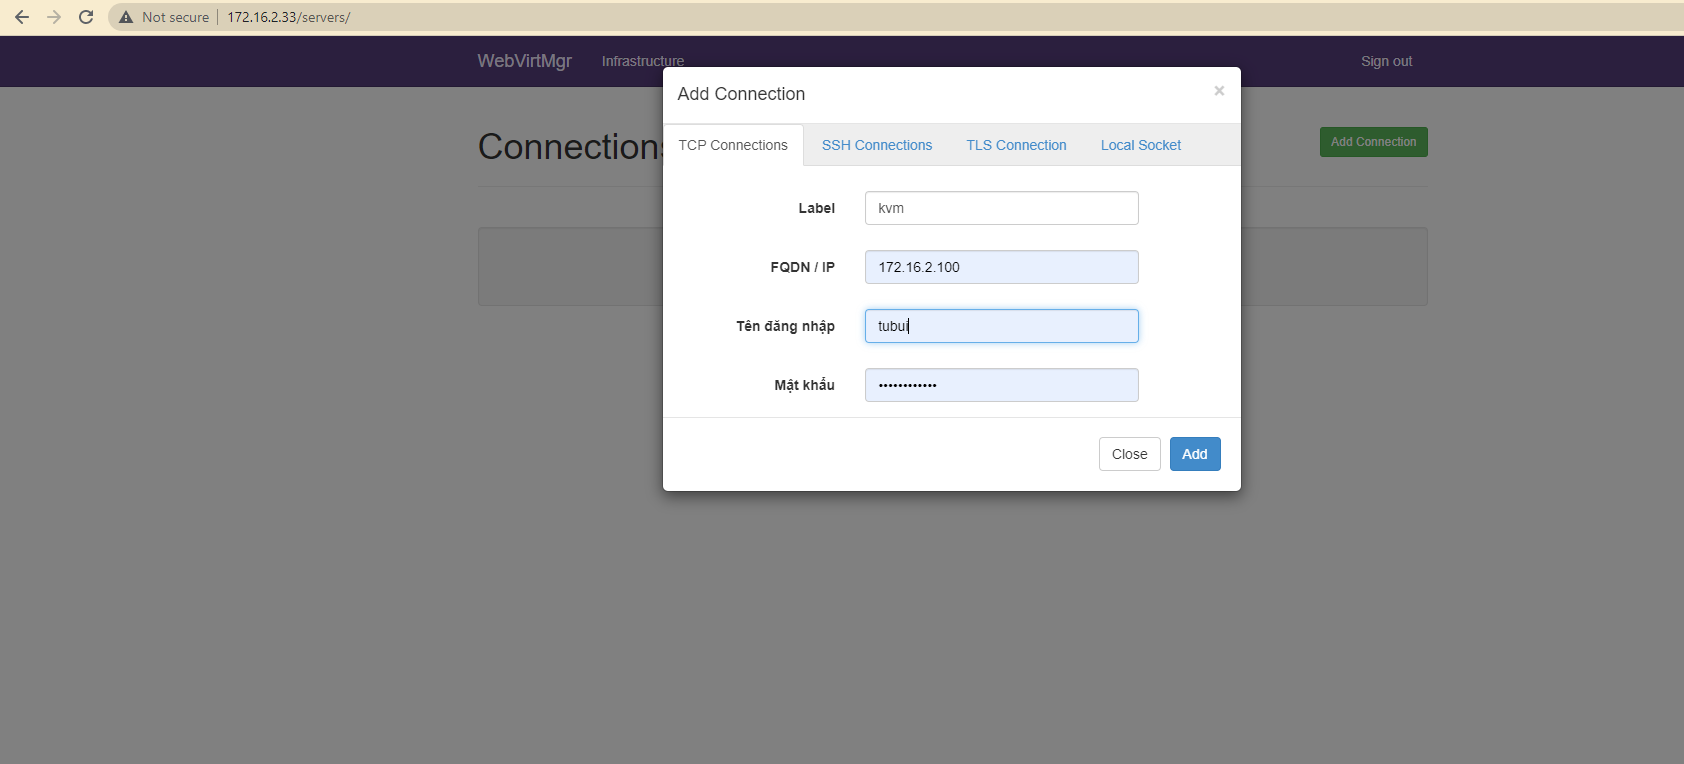 Not secure | 172.16.2.33/servers/
WebVirtMgr Infrastructure Sign out
Add Connection ×
TCP Connections SSH Connections TLS Connection Local Socket
Connections Add Connection
Label kvm
FQDN / IP 172.16.2.100
Tên đăng nhập tubui
Mật khẩu ••••••••••••
Close Add